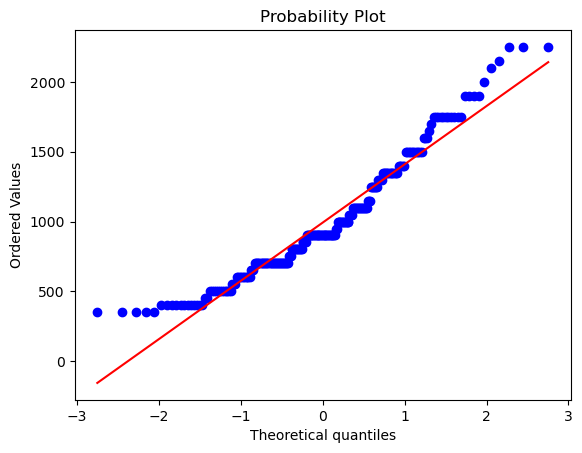 Probability Plot
Ordered Values
2000
1500
1000
500
0
−3 −2 −1 0 1 2 3
Theoretical quantiles